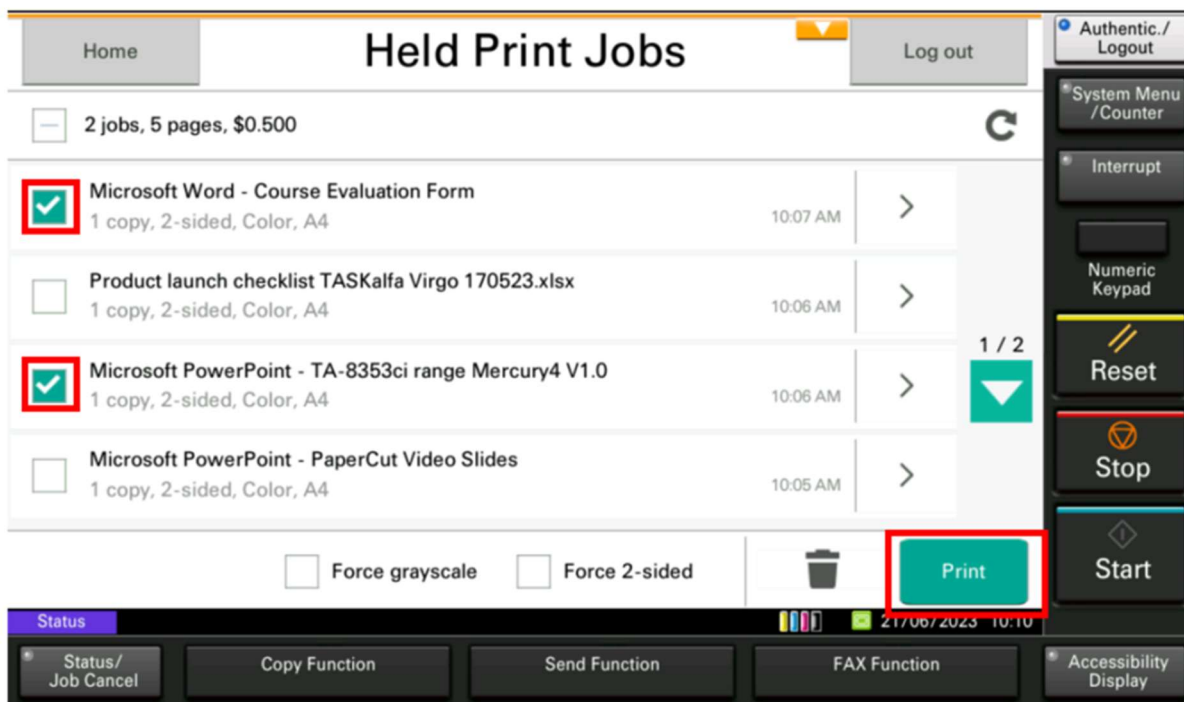 Home
Held Print Jobs
Log out
2 jobs, 5 pages, $0.500
Microsoft Word - Course Evaluation Form
1 copy, 2-sided, Color, A4
10:07 AM
Product launch checklist TASKalfa Virgo 170523.xlsx
1 copy, 2-sided, Color, A4
10:06 AM
Microsoft PowerPoint - TA-8353ci range Mercury4 V1.0
1 copy, 2-sided, Color, A4
10:06 AM
1 / 2
Microsoft PowerPoint - PaperCut Video Slides
1 copy, 2-sided, Color, A4
10:05 AM
Force grayscale
Force 2-sided
Print
Status
21/06/2023 10:10
Status/
Job Cancel
Copy Function
Send Function
FAX Function
Authentic./
Logout
System Menu
/Counter
Interrupt
Numeric
Keypad
Reset
Stop
Start
Accessibility
Display